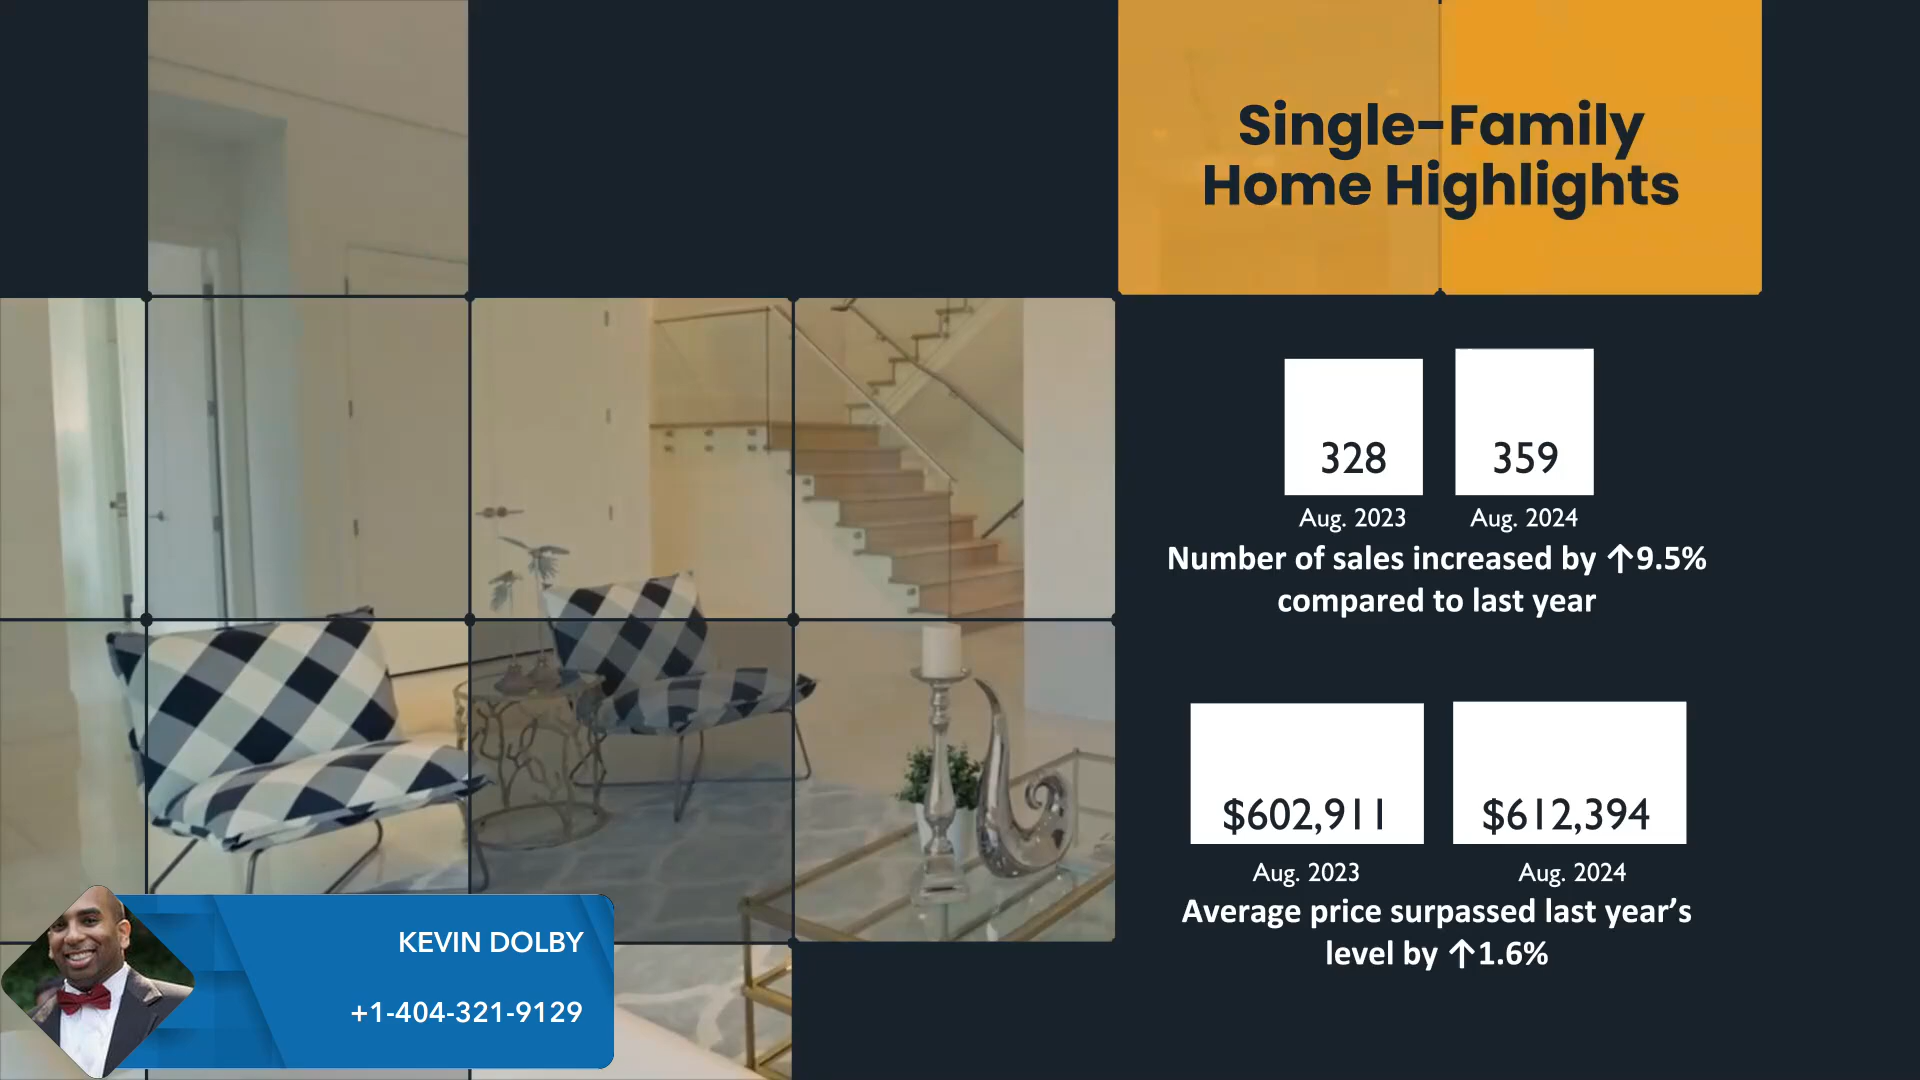 Single-Family
Home Highlights
328
359
Aug. 2023
Aug. 2024
Number of sales increased by ↑9.5%
compared to last year
$602,911
$612,394
Aug. 2023
Aug. 2024
Average price surpassed last year’s
level by ↑1.6%
KEVIN DOLBY
+1-404-321-9129